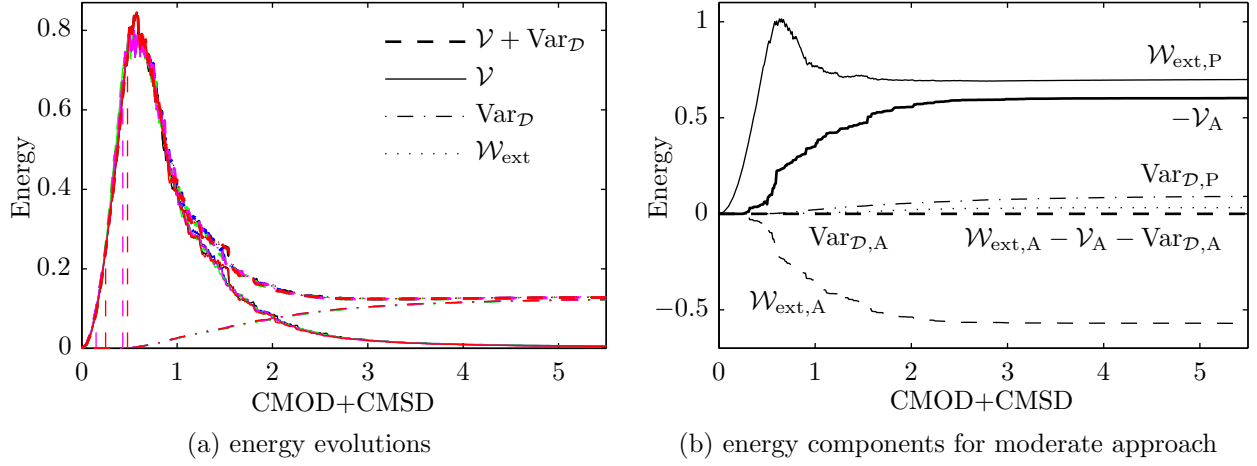 0.8
0.6
0.4
0.2
0
Energy
0 1 2 3 4 5
CMOD+CMSD
𝒱 + Var𝒟
𝒱
Var𝒟
𝒲ext
(a) energy evolutions
1
0.5
0
−0.5
Energy
0 1 2 3 4 5
CMOD+CMSD
𝒲ext,P
−𝒱A
Var𝒟,P
Var𝒟,A
𝒲ext,A − 𝒱A − Var𝒟,A
𝒲ext,A
(b) energy components for moderate approach